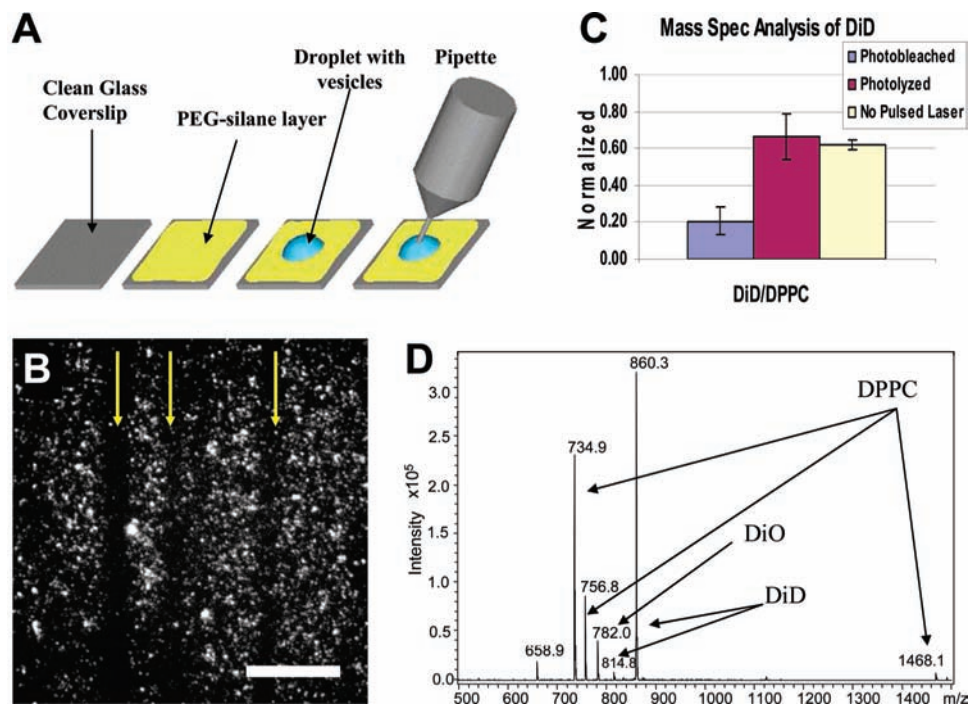 A
Clean Glass
Coverslip
PEG-silane layer
Droplet with
vesicles
Pipette
B
C
Mass Spec Analysis of DiD
Normalized
1.00
0.80
0.60
0.40
0.20
0.00
Photobleached
Photolyzed
No Pulsed Laser
DiD/DPPC
D
Intensity x10⁵
3.0
2.5
2.0
1.5
1.0
0.5
0.0
860.3
734.9
756.8
782.0
814.8
658.9
1468.1
DPPC
DiO
DiD
500 600 700 800 1000 1200 1400 m/z